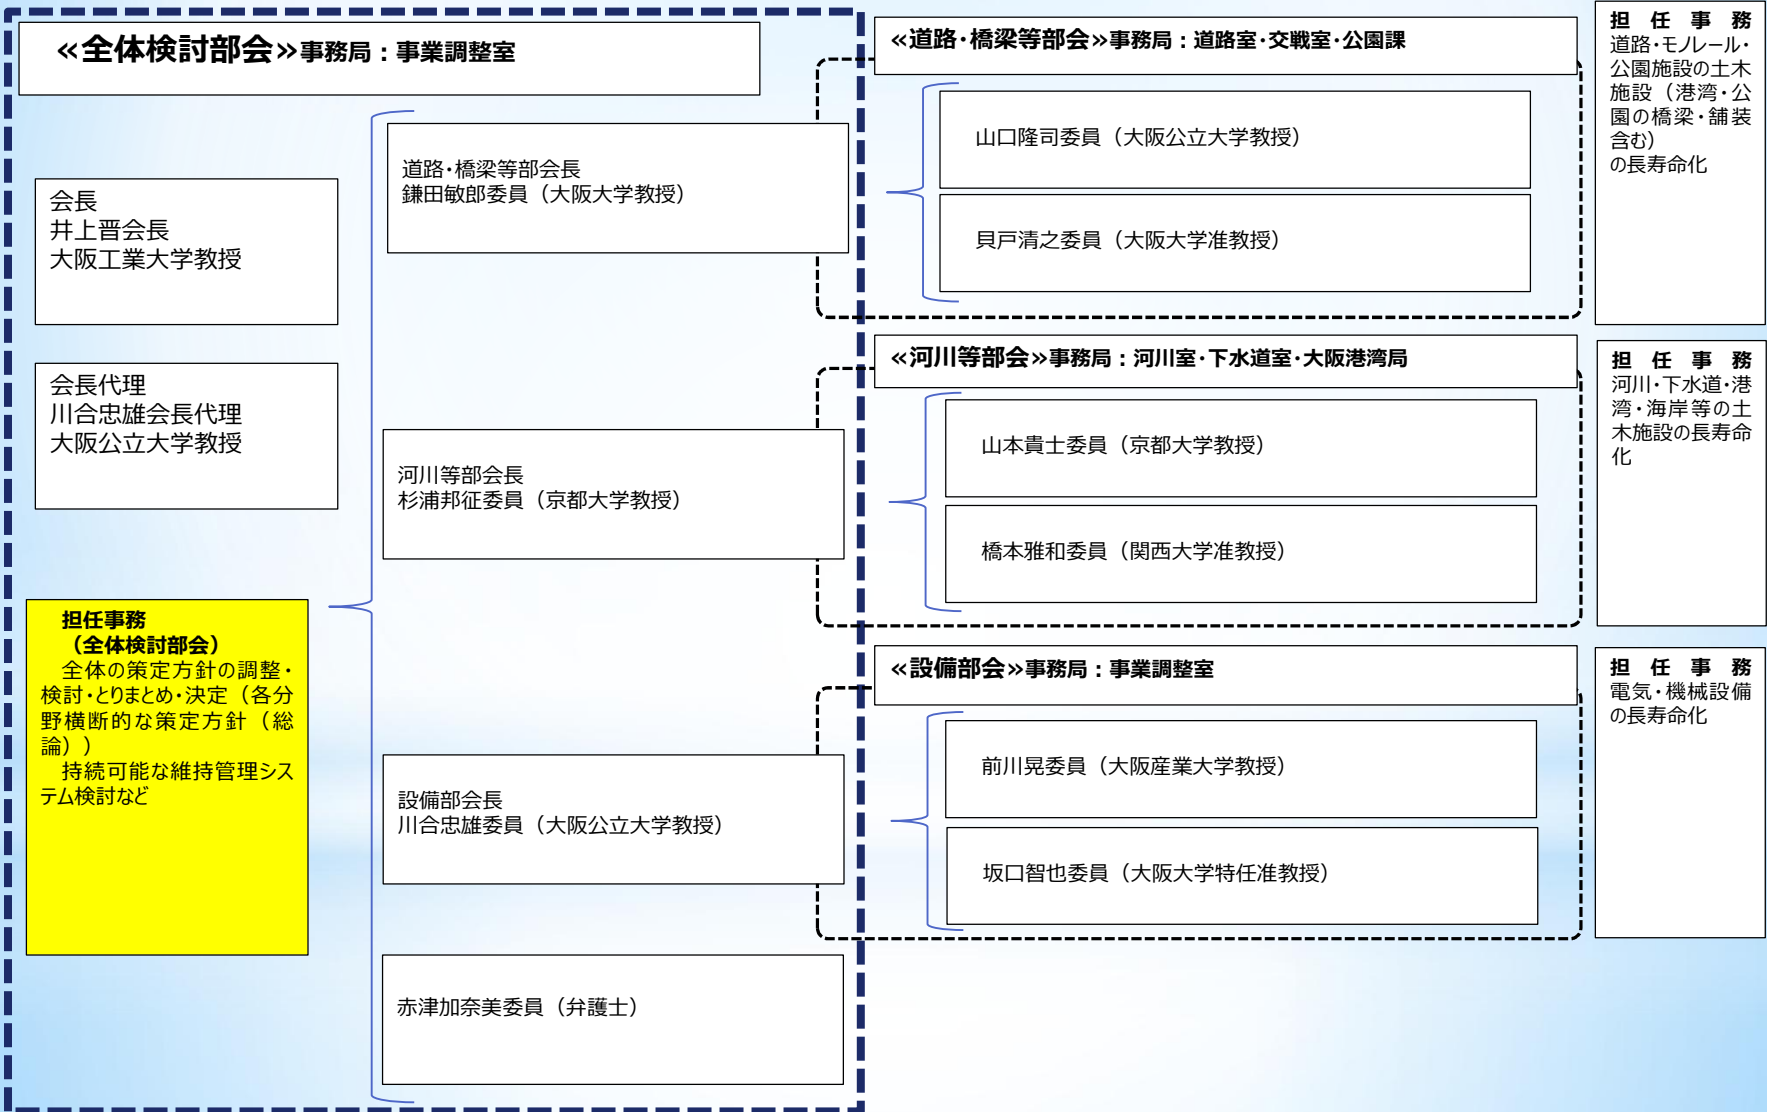 ≪全体検討部会≫事務局：事業調整室
会長
井上晋会長
大阪工業大学教授
会長代理
川合忠雄会長代理
大阪公立大学教授
担任事務
（全体検討部会）
全体の策定方針の調整・
検討・とりまとめ・決定（各分
野横断的な策定方針（総
論））
持続可能な維持管理シス
テム検討など
道路・橋梁等部会長
鎌田敏郎委員（大阪大学教授）
河川等部会長
杉浦邦征委員（京都大学教授）
設備部会長
川合忠雄委員（大阪公立大学教授）
赤津加奈美委員（弁護士）
≪道路・橋梁等部会≫事務局：道路室・交戦室・公園課
山口隆司委員（大阪公立大学教授）
貝戸清之委員（大阪大学准教授）
担任事務
道路・モノレール・
公園施設の土木
施設（港湾・公
園の橋梁・舗装
含む）
の長寿命化
≪河川等部会≫事務局：河川室・下水道室・大阪港湾局
山本貴士委員（京都大学教授）
橋本雅和委員（関西大学准教授）
担任事務
河川・下水道・港
湾・海岸等の土
木施設の長寿命
化
≪設備部会≫事務局：事業調整室
前川晃委員（大阪産業大学教授）
坂口智也委員（大阪大学特任准教授）
担任事務
電気・機械設備
の長寿命化